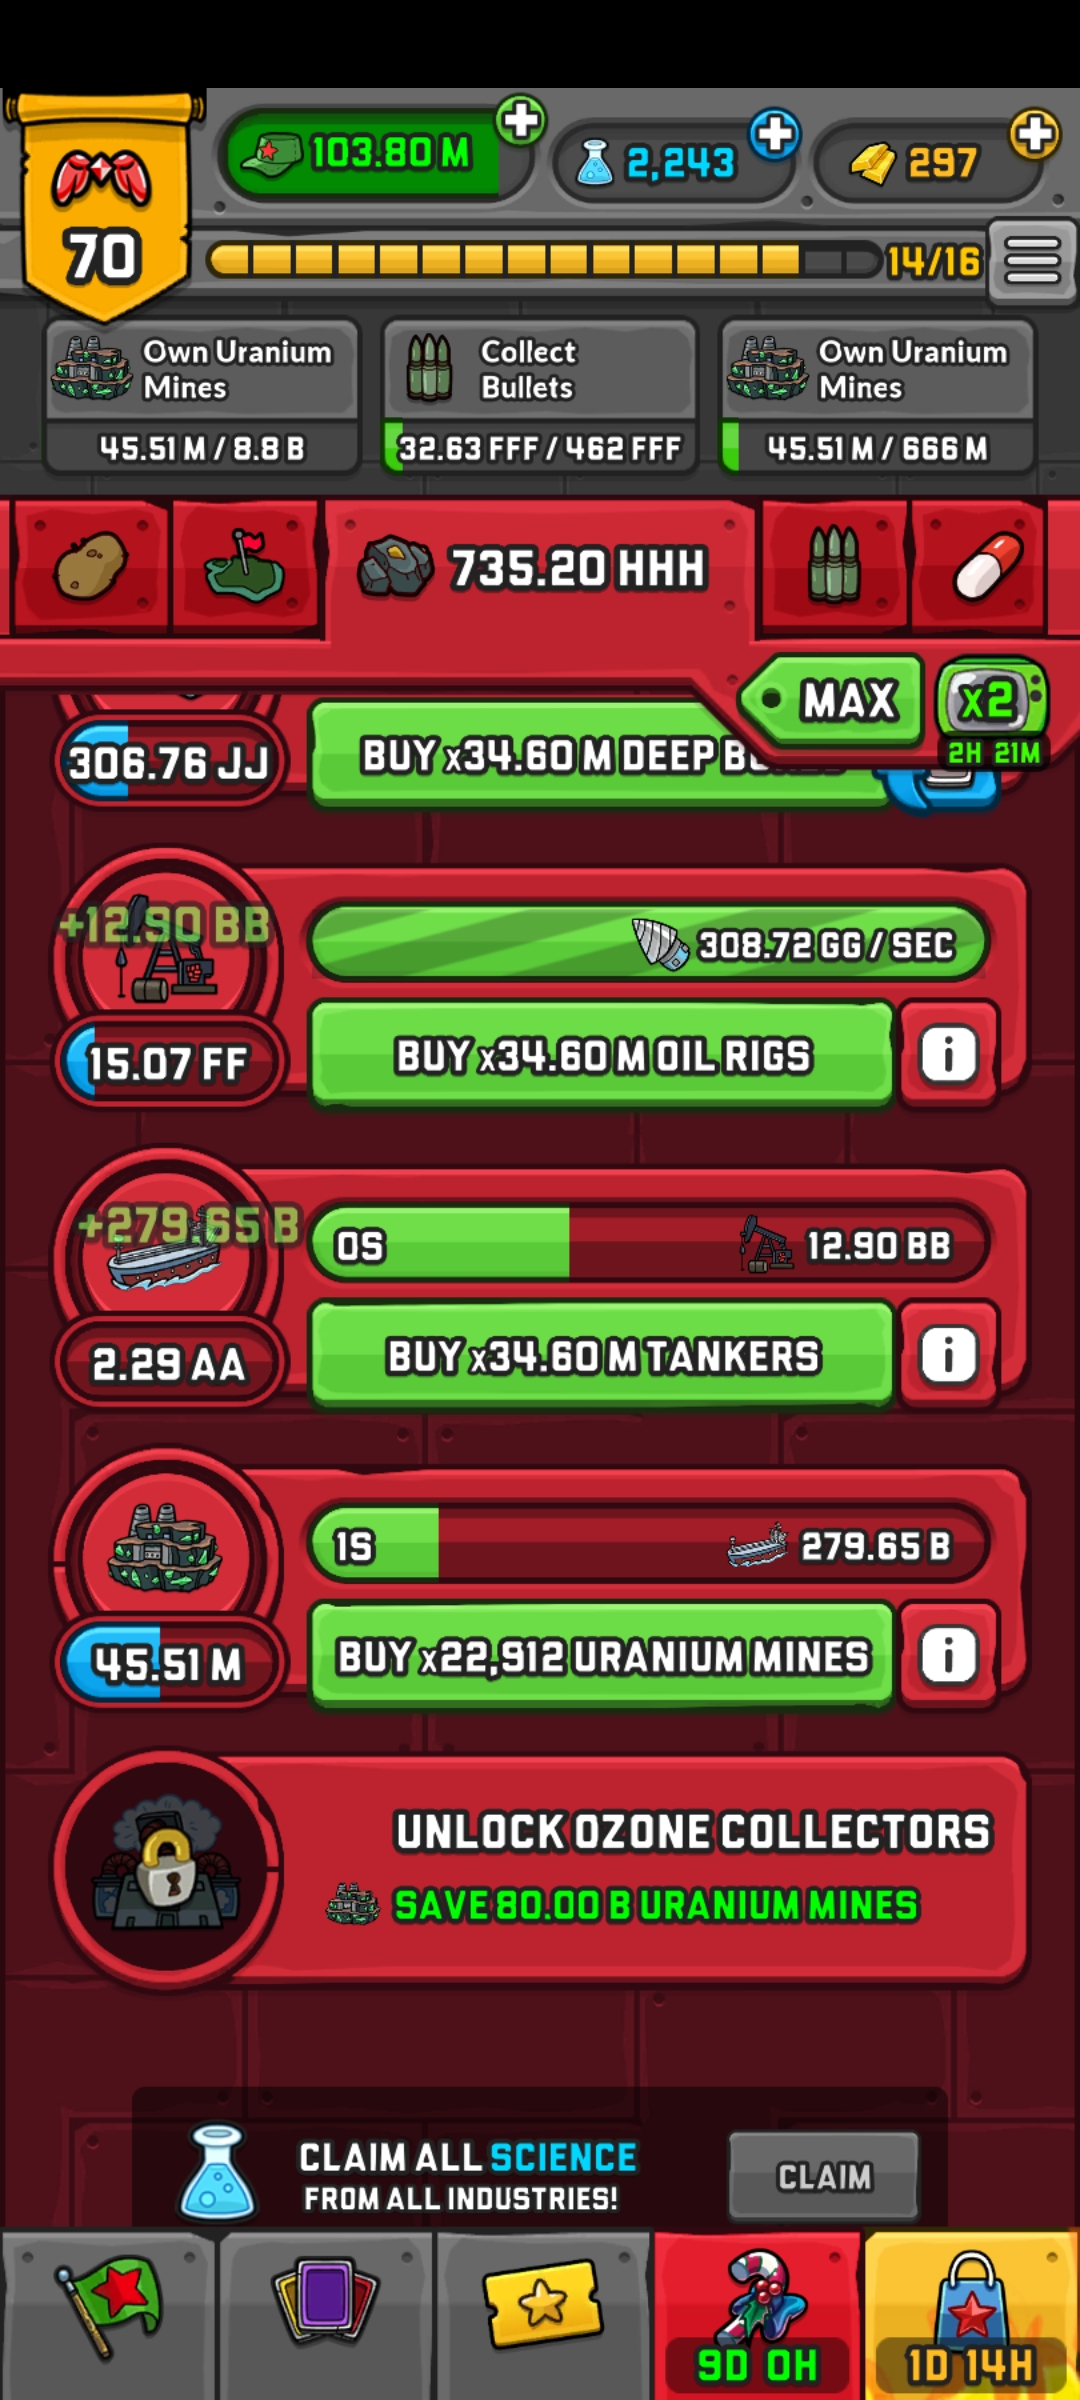 103.80 M
2,243
297
70
14/16
Own Uranium
Mines
45.51 M / 8.8 B
Collect
Bullets
32.63 FFF / 462 FFF
Own Uranium
Mines
45.51 M / 666 M
735.20 HHH
MAX
x2
2H 21M
306.76 JJ
BUY x34.60 M DEEP
+12.90 BB
308.72 GG / SEC
15.07 FF
BUY x34.60 M OIL RIGS
i
+279.65 B
0S
12.90 BB
2.29 AA
BUY x34.60 M TANKERS
i
1S
279.65 B
45.51 M
BUY x22,912 URANIUM MINES
i
UNLOCK OZONE COLLECTORS
SAVE 80.00 B URANIUM MINES
CLAIM ALL SCIENCE
FROM ALL INDUSTRIES!
CLAIM
9D 0H
1D 14H